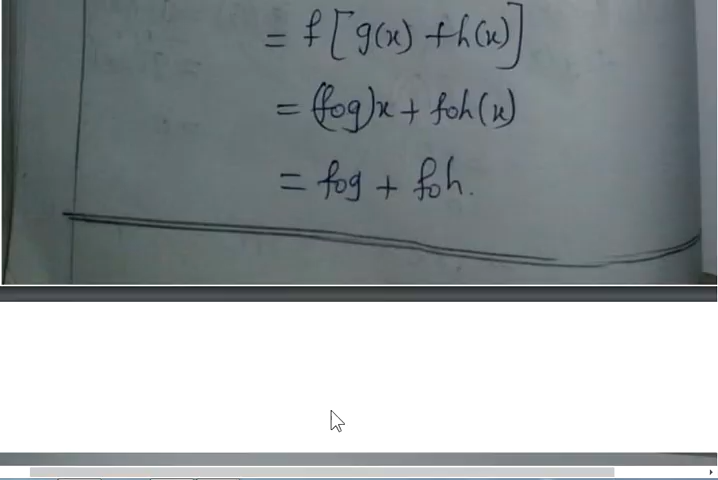 = f[g(x) + h(x)]
= (fog)x + foh(x)
= fog + foh.